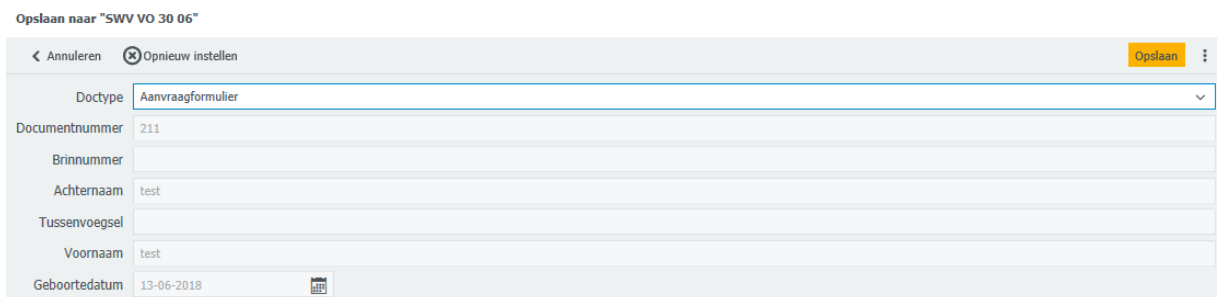 Opslaan naar "SWV VO 30 06"
Annuleren Opnieuw instellen Opslaan
Doctype Aanvraagformulier
Documentnummer 211
Brinnummer
Achternaam test
Tussenvoegsel
Voornaam test
Geboortedatum 13-06-2018